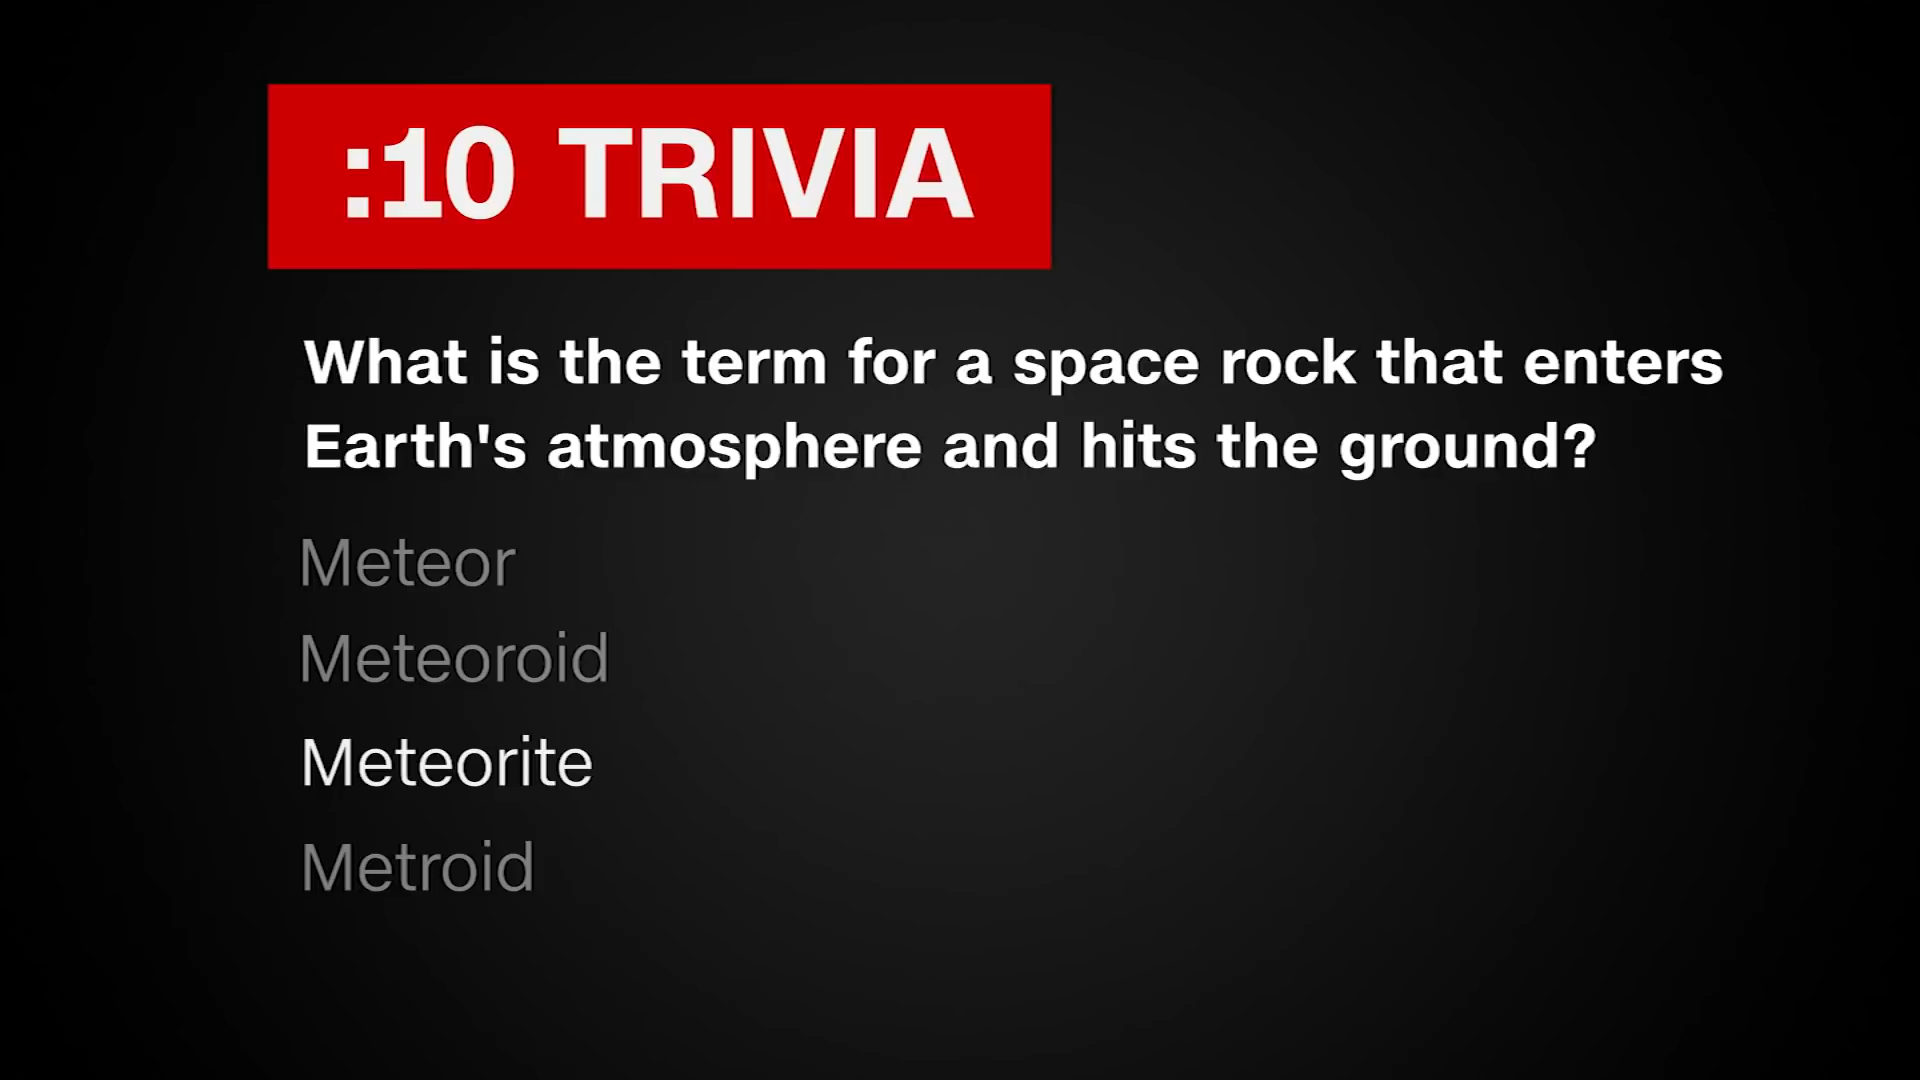 :10 TRIVIA
What is the term for a space rock that enters
Earth's atmosphere and hits the ground?
Meteor
Meteoroid
Meteorite
Metroid